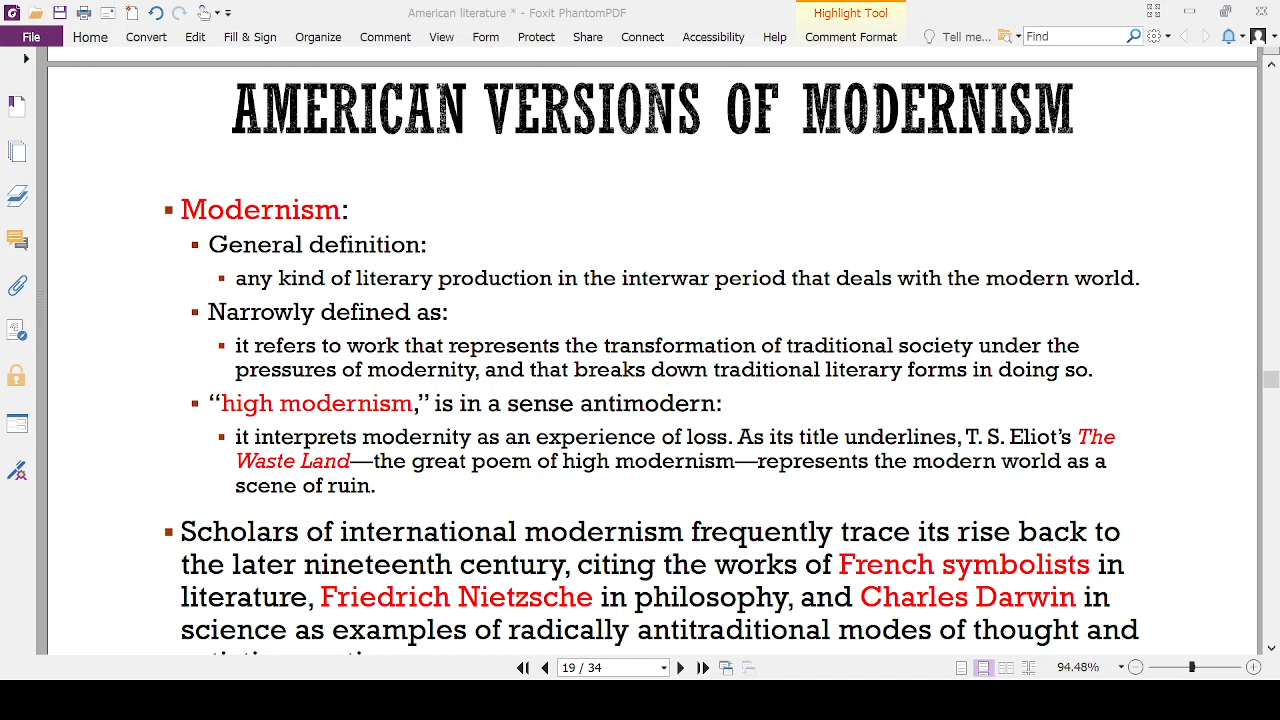 American literature * - Foxit PhantomPDF
Highlight Tool
File Home Convert Edit Fill & Sign Organize Comment View Form Protect Share Connect Accessibility Help Comment Format Tell me... Find
AMERICAN VERSIONS OF MODERNISM
▪ Modernism:
▪ General definition:
▪ any kind of literary production in the interwar period that deals with the modern world.
▪ Narrowly defined as:
▪ it refers to work that represents the transformation of traditional society under the
pressures of modernity, and that breaks down traditional literary forms in doing so.
▪ “high modernism,” is in a sense antimodern:
▪ it interprets modernity as an experience of loss. As its title underlines, T. S. Eliot’s The
Waste Land—the great poem of high modernism—represents the modern world as a
scene of ruin.
▪ Scholars of international modernism frequently trace its rise back to
the later nineteenth century, citing the works of French symbolists in
literature, Friedrich Nietzsche in philosophy, and Charles Darwin in
science as examples of radically antitraditional modes of thought and
19 / 34
94.48%